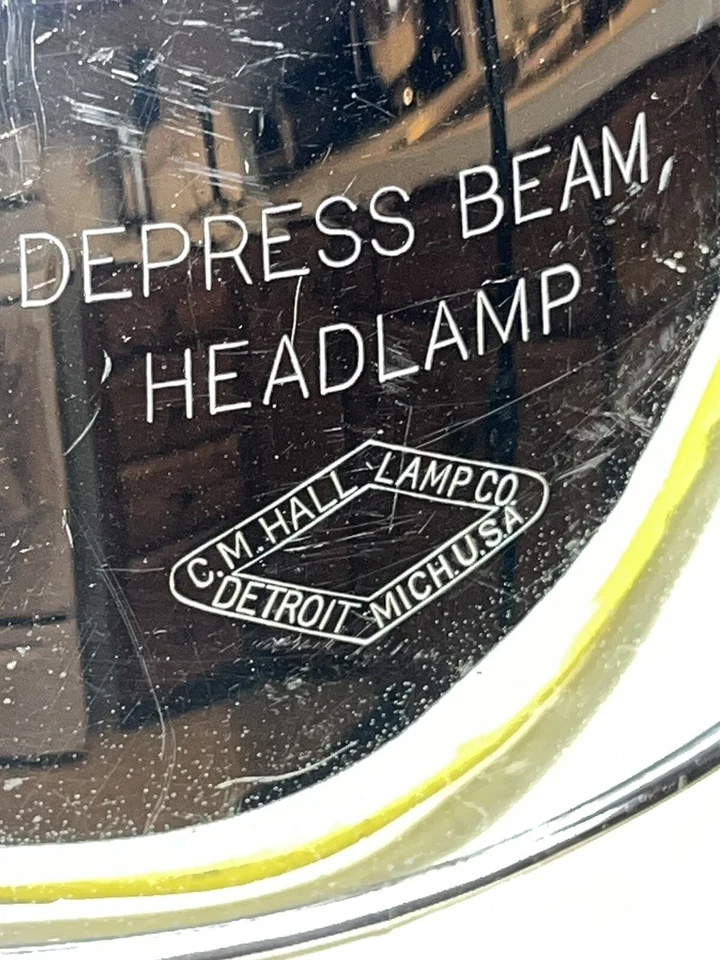 DEPRESS BEAM,
HEADLAMP
C.M. HALL LAMP CO.
DETROIT MICH.U.S.A